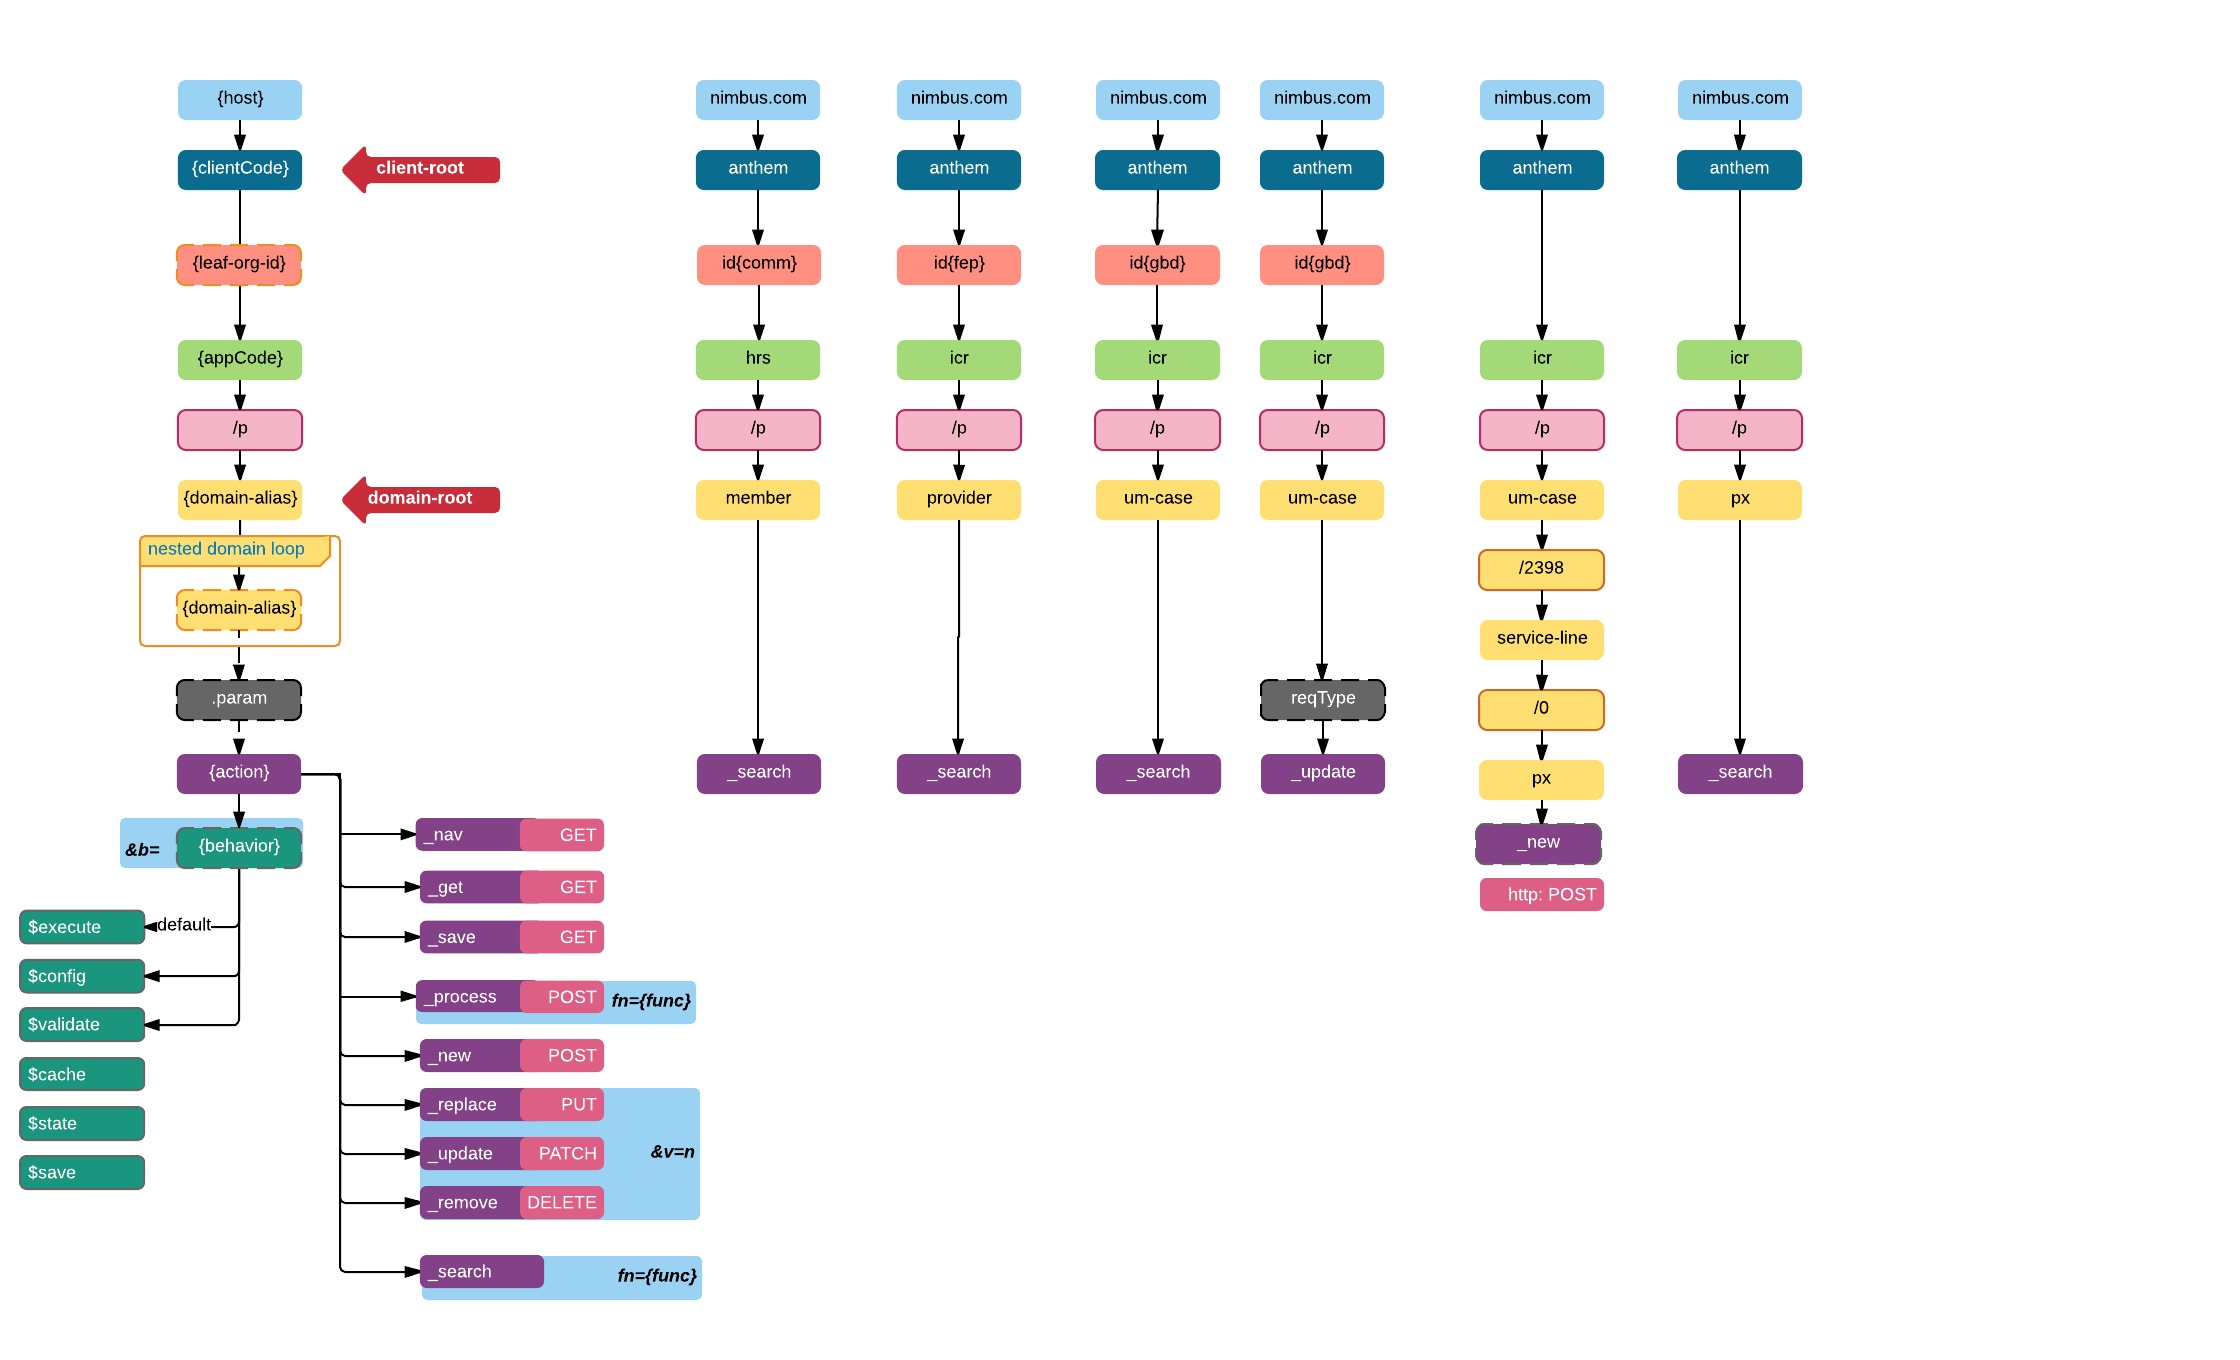 {host}
nimbus.com
nimbus.com
nimbus.com
nimbus.com
nimbus.com
nimbus.com
{clientCode}
client-root
anthem
anthem
anthem
anthem
anthem
anthem
{leaf-org-id}
id{comm}
id{fep}
id{gbd}
id{gbd}
{appCode}
hrs
icr
icr
icr
icr
icr
/p
/p
/p
/p
/p
/p
/p
{domain-alias}
domain-root
member
provider
um-case
um-case
um-case
px
nested domain loop
/2398
{domain-alias}
service-line
.param
reqType
/0
{action}
_search
_search
_search
_update
px
_search
&b=
{behavior}
_nav
GET
_new
_get
GET
http: POST
$execute
default
_save
GET
$config
_process
POST
fn={func}
$validate
_new
POST
$cache
_replace
PUT
$state
_update
PATCH
&v=n
$save
_remove
DELETE
_search
fn={func}